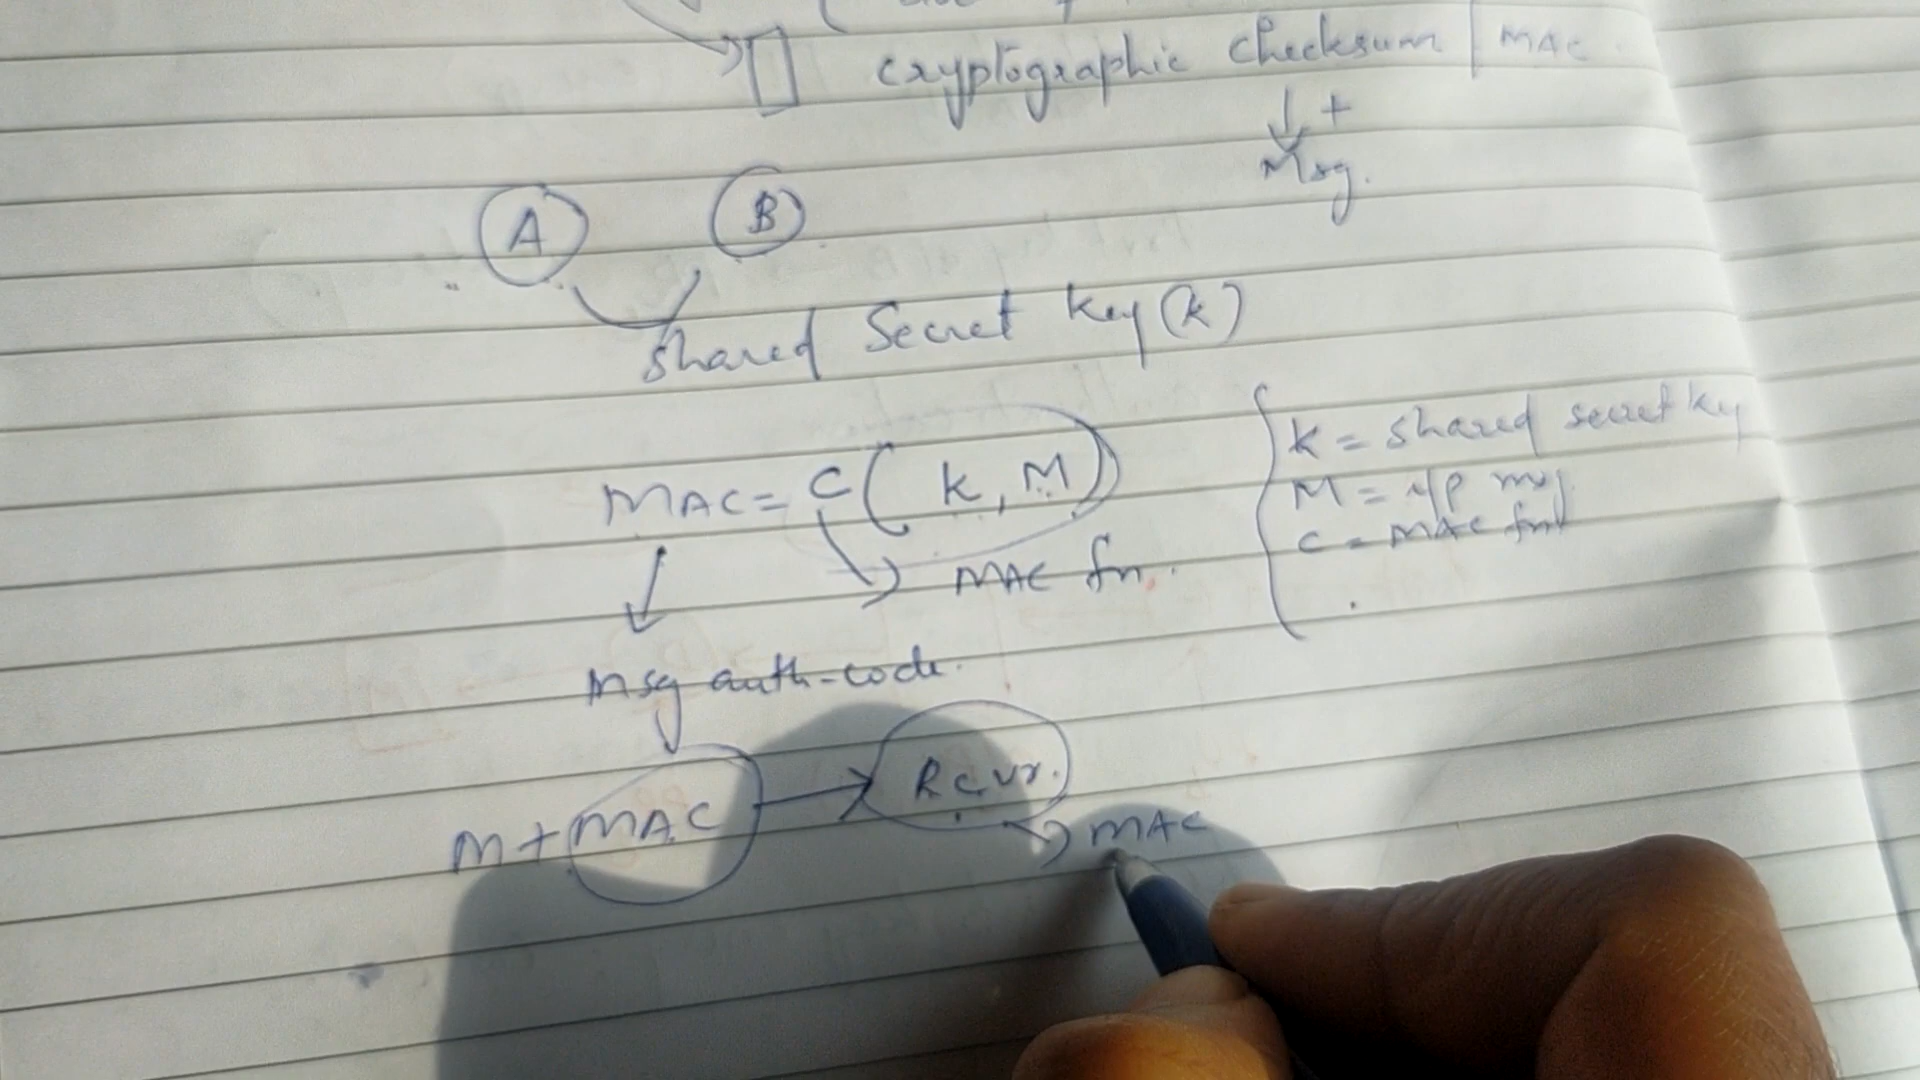 cryptographic checksum | MAC
↓ +
Msg.
A B
shared Secret key (k)
MAC = C ( k, M )
MAC fn.
k = shared secret key
M = i/p msg.
C = MAC fn
Msg auth-code.
M + MAC → Rcvr.
MAC